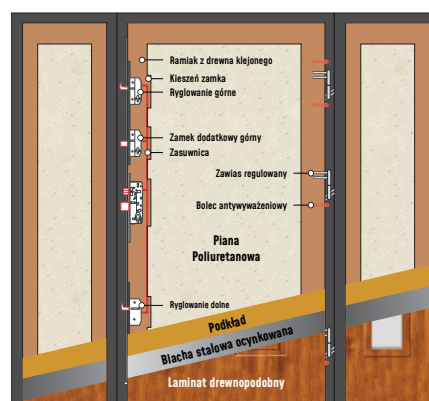 Ramiak z drewna klejonego
Kieszeń zamka
Ryglowanie górne
Zamek dodatkowy górny
Zasuwnica
Zawias regulowany
Bolec antywyważeniowy
Piana
Poliuretanowa
Ryglowanie dolne
Podkład
Blacha stalowa ocynkowana
Laminat drewnopodobny